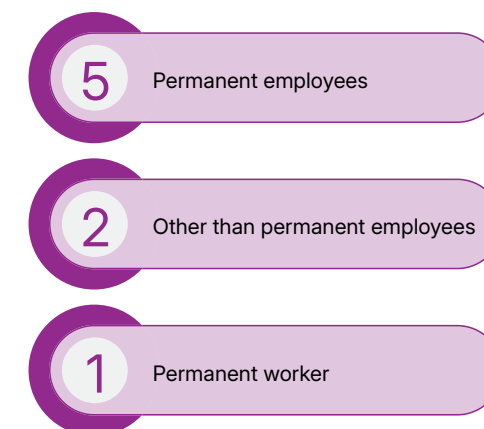 5 Permanent employees
2 Other than permanent employees
1 Permanent worker